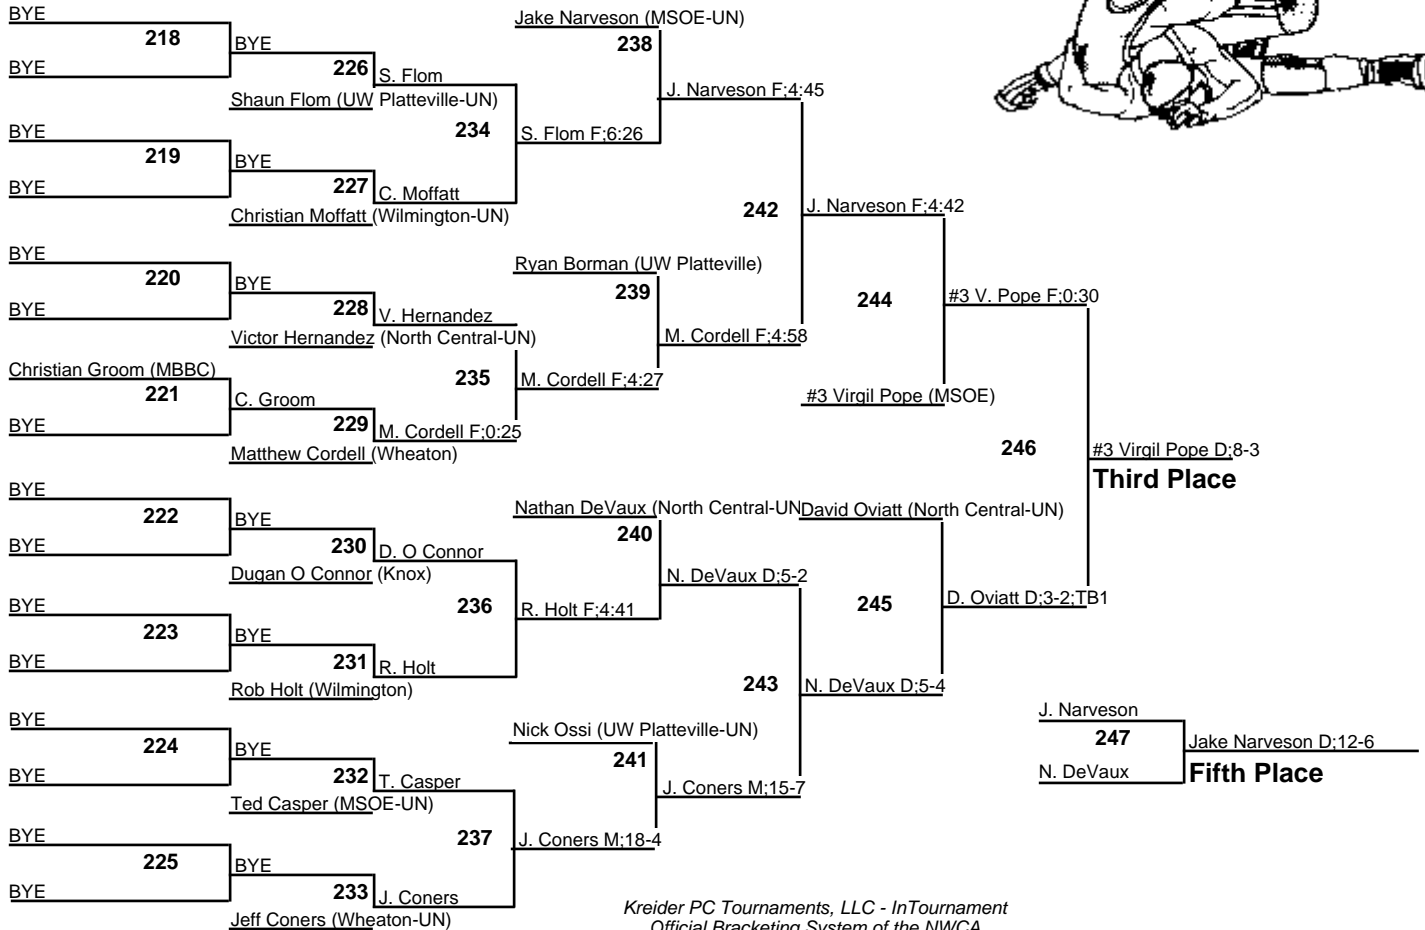 BYE
218
BYE
BYE
226
S. Flom
Shaun Flom (UW Platteville-UN)
234
BYE
219
BYE
BYE
227
C. Moffatt
Christian Moffatt (Wilmington-UN)
S. Flom F;6:26
Jake Narveson (MSOE-UN)
238
J. Narveson F;4:45
BYE
220
BYE
BYE
228
V. Hernandez
Victor Hernandez (North Central-UN)
235
Christian Groom (MBBC)
221
BYE
C. Groom
229
M. Cordell F;0:25
Matthew Cordell (Wheaton)
M. Cordell F;4:27
Ryan Borman (UW Platteville)
239
M. Cordell F;4:58
242
J. Narveson F;4:42
244
#3 Virgil Pope (MSOE)
#3 V. Pope F;0:30
246
#3 Virgil Pope D;8-3
Third Place
BYE
222
BYE
BYE
230
D. O Connor
Dugan O Connor (Knox)
236
BYE
223
BYE
BYE
231
R. Holt
Rob Holt (Wilmington)
R. Holt F;4:41
Nathan DeVaux (North Central-UN
240
N. DeVaux D;5-2
David Oviatt (North Central-UN)
245
D. Oviatt D;3-2;TB1
243
N. DeVaux D;5-4
BYE
224
BYE
BYE
232
T. Casper
Ted Casper (MSOE-UN)
237
BYE
225
BYE
BYE
233
J. Coners
Jeff Coners (Wheaton-UN)
J. Coners M;18-4
Nick Ossi (UW Platteville-UN)
241
J. Coners M;15-7
J. Narveson
247
N. DeVaux
Jake Narveson D;12-6
Fifth Place
Kreider PC Tournaments, LLC - InTournament
Official Bracketing System of the NWCA